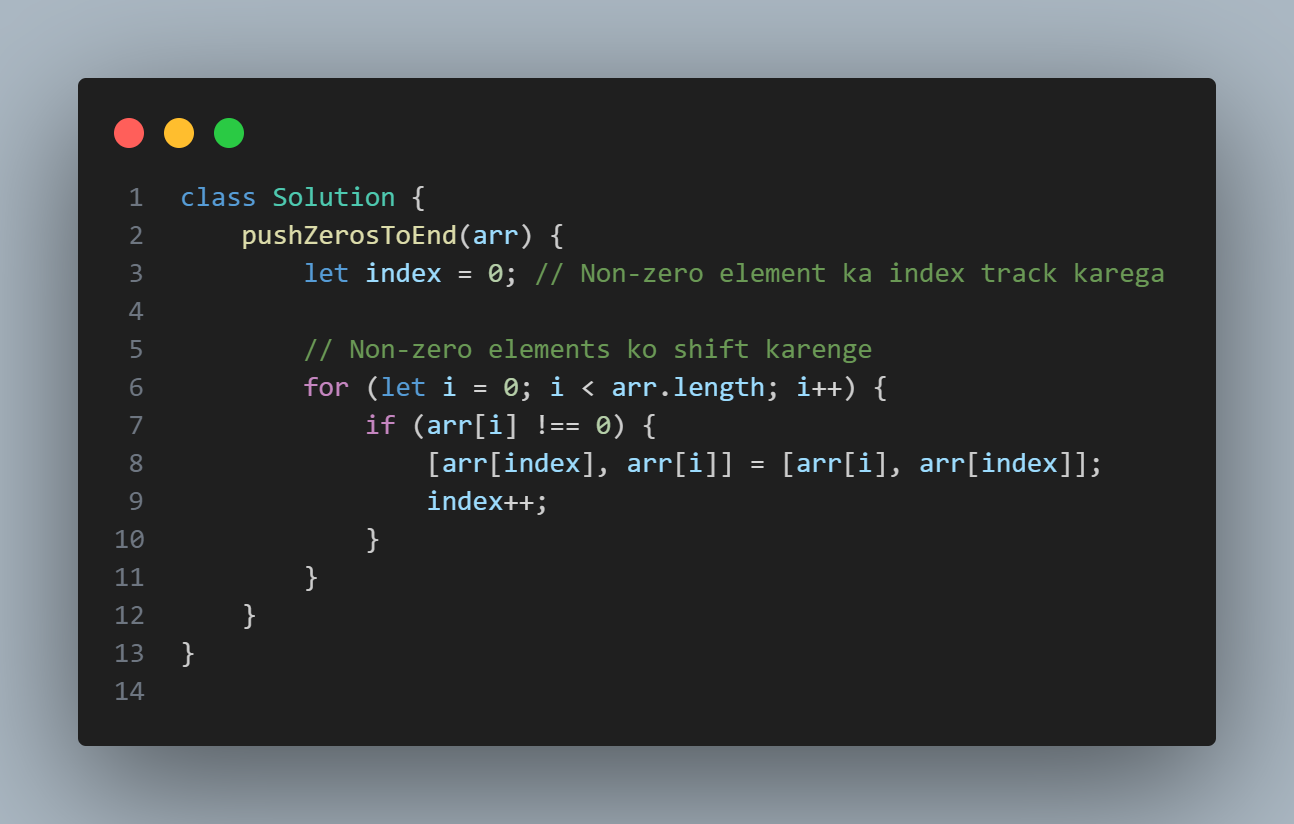 1 class Solution {
2     pushZerosToEnd(arr) {
3         let index = 0; // Non-zero element ka index track karega
4
5         // Non-zero elements ko shift karenge
6         for (let i = 0; i < arr.length; i++) {
7             if (arr[i] !== 0) {
8                 [arr[index], arr[i]] = [arr[i], arr[index]];
9                 index++;
10             }
11         }
12     }
13 }
14